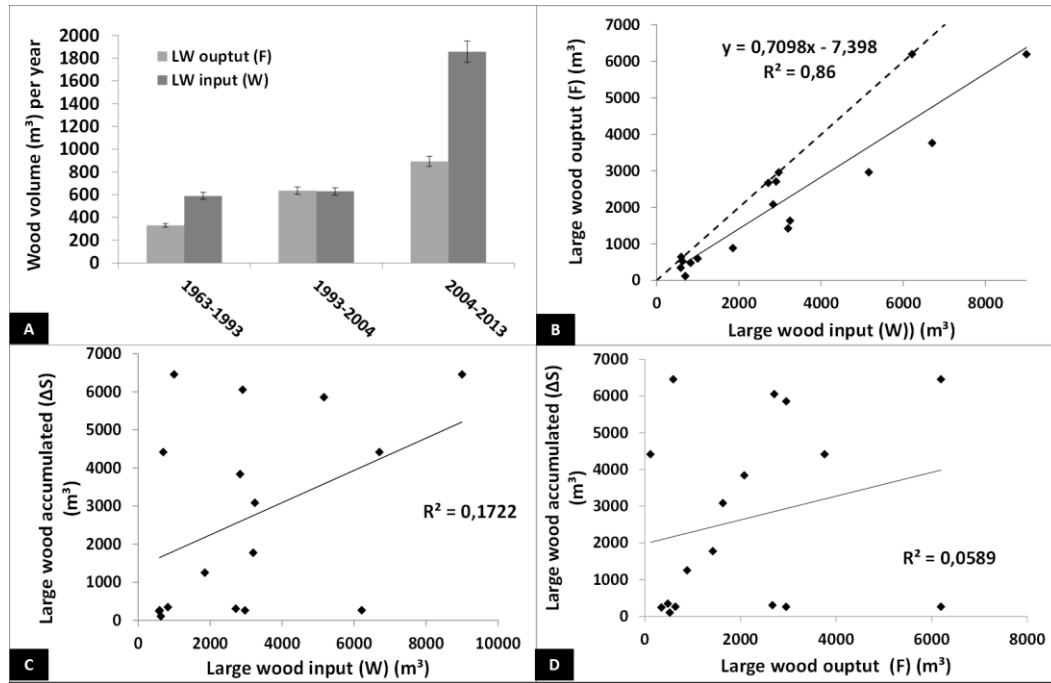 2000
1800
1600
1400
1200
1000
800
600
400
200
0
Wood volume (m³) per year
LW ouptut (F)
LW input (W)
1963-1993
1993-2004
2004-2013
A
7000
6000
5000
4000
3000
2000
1000
0
Large wood ouptut (F) (m³)
y = 0,7098x - 7,398
R² = 0,86
0
2000
4000
6000
8000
Large wood input (W)) (m³)
B
7000
6000
5000
4000
3000
2000
1000
0
Large wood accumulated (ΔS)
(m³)
R² = 0,1722
0
2000
4000
6000
8000
10000
Large wood input (W) (m³)
C
7000
6000
5000
4000
3000
2000
1000
0
Large wood accumulated (ΔS)
(m³)
R² = 0,0589
0
2000
4000
6000
8000
Large wood ouptut (F) (m³)
D